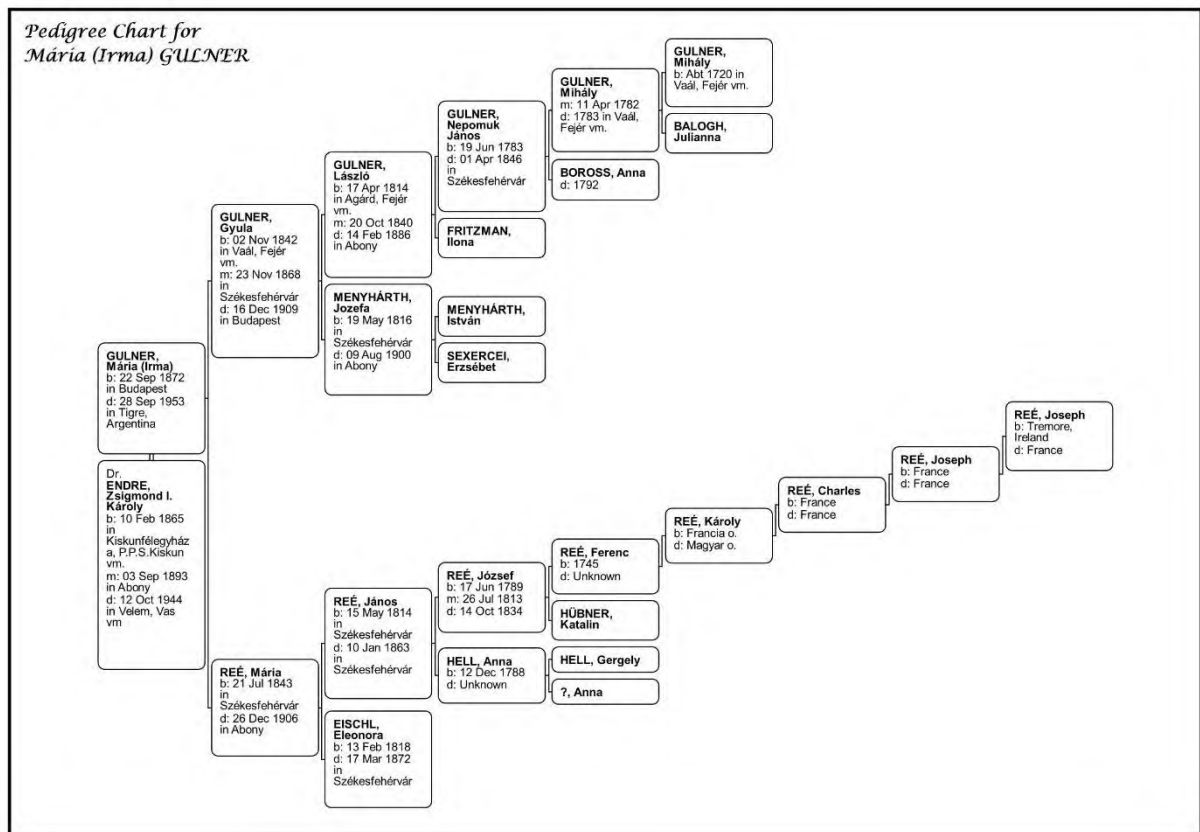 Pedigree Chart for
Mária (Irma) GULNER
GULNER,
Mária (Irma)
b: 22 Sep 1872
in Budapest
d: 28 Sep 1953
in Tigre,
Argentina
Dr.
ENDRE,
Zsigmond I.
Károly
b: 10 Feb 1865
in
Kiskunfélegyház
a, P.P.S.Kiskun
vm.
m: 03 Sep 1893
in Abony
d: 12 Oct 1944
in Velem, Vas
vm
GULNER,
Gyula
b: 02 Nov 1842
in Vaál, Fejér
vm.
m: 23 Nov 1868
in
Székesfehérvár
d: 16 Dec 1909
in Budapest
REÉ, Mária
b: 21 Jul 1843
in
Székesfehérvár
d: 26 Dec 1906
in Abony
GULNER,
László
b: 17 Apr 1814
in Agárd, Fejér
vm.
m: 20 Oct 1840
d: 14 Feb 1886
in Abony
MENYHÁRTH,
Jozefa
b: 19 May 1816
in
Székesfehérvár
d: 09 Aug 1900
in Abony
REÉ, János
b: 15 May 1814
in
Székesfehérvár
d: 10 Jan 1863
in
Székesfehérvár
EISCHL,
Eleonora
b: 13 Feb 1818
d: 17 Mar 1872
in
Székesfehérvár
GULNER,
Nepomuk
János
b: 19 Jun 1783
d: 01 Apr 1846
in
Székesfehérvár
FRITZMAN,
Ilona
MENYHÁRTH,
István
SEXERCEI,
Erzsébet
REÉ, József
b: 17 Jun 1789
m: 26 Jul 1813
d: 14 Oct 1834
HELL, Anna
b: 12 Dec 1788
d: Unknown
GULNER,
Mihály
m: 11 Apr 1782
d: 1783 in Vaál,
Fejér vm.
BOROSS, Anna
d: 1792
REÉ, Ferenc
b: 1745
d: Unknown
HÜBNER,
Katalin
HELL, Gergely
?, Anna
GULNER,
Mihály
b: Abt 1720 in
Vaál, Fejér vm.
BALOGH,
Julianna
REÉ, Károly
b: Francia o.
d: Magyar o.
REÉ, Charles
b: France
d: France
REÉ, Joseph
b: France
d: France
REÉ, Joseph
b: Tremore,
Ireland
d: France